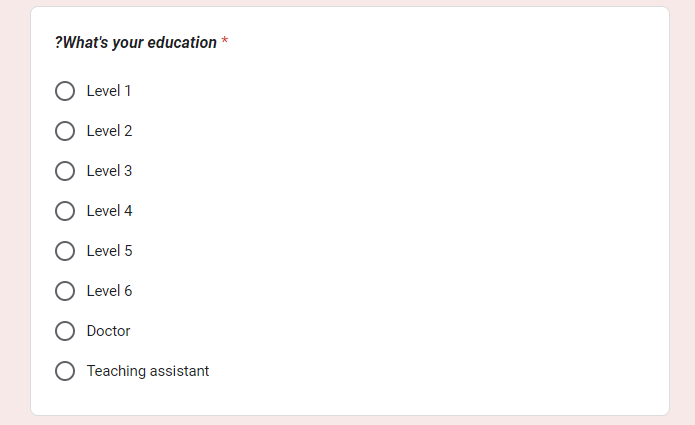 ?What's your education *
Level 1
Level 2
Level 3
Level 4
Level 5
Level 6
Doctor
Teaching assistant